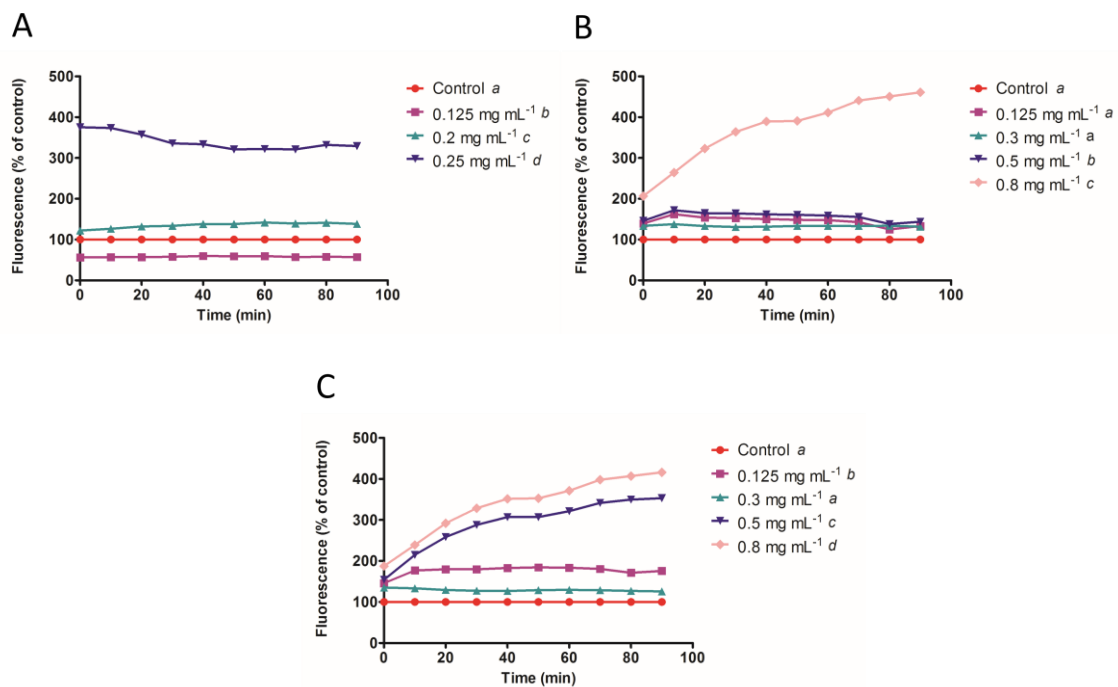 A
Fluorescence (% of control)
500
400
300
200
100
0
0 20 40 60 80 100
Time (min)
Control a
0.125 mg mL⁻¹ b
0.2 mg mL⁻¹ c
0.25 mg mL⁻¹ d
B
Fluorescence (% of control)
500
400
300
200
100
0
0 20 40 60 80 100
Time (min)
Control a
0.125 mg mL⁻¹ a
0.3 mg mL⁻¹ a
0.5 mg mL⁻¹ b
0.8 mg mL⁻¹ c
C
Fluorescence (% of control)
500
400
300
200
100
0
0 20 40 60 80 100
Time (min)
Control a
0.125 mg mL⁻¹ b
0.3 mg mL⁻¹ a
0.5 mg mL⁻¹ c
0.8 mg mL⁻¹ d